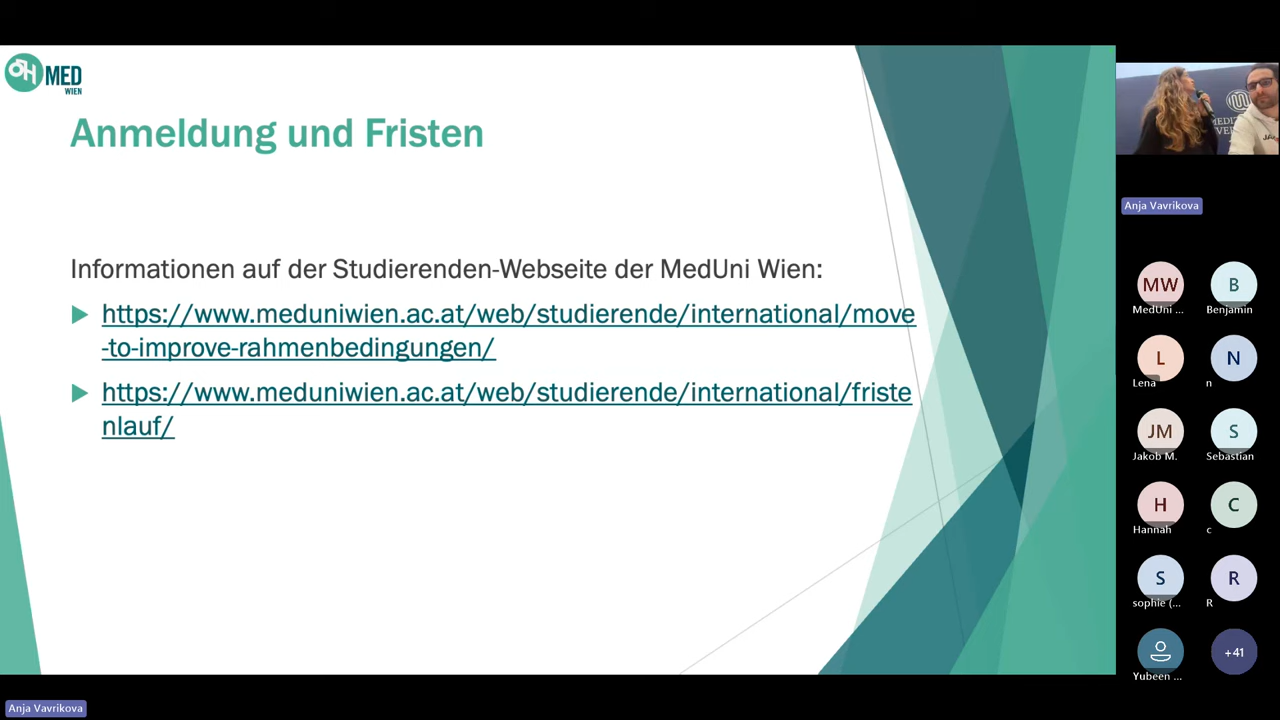 ÖH MED
WIEN
Anmeldung und Fristen
Informationen auf der Studierenden-Webseite der MedUni Wien:
https://www.meduniwien.ac.at/web/studierende/international/move
-to-improve-rahmenbedingungen/
https://www.meduniwien.ac.at/web/studierende/international/friste
nlauf/
Anja Vavrikova
MW
MedUni ...
B
Benjamin
L
Lena
N
n
JM
Jakob M.
S
Sebastian
H
Hannah
C
c
S
sophie (...
R
R
Yubeen ...
+41
Anja Vavrikova